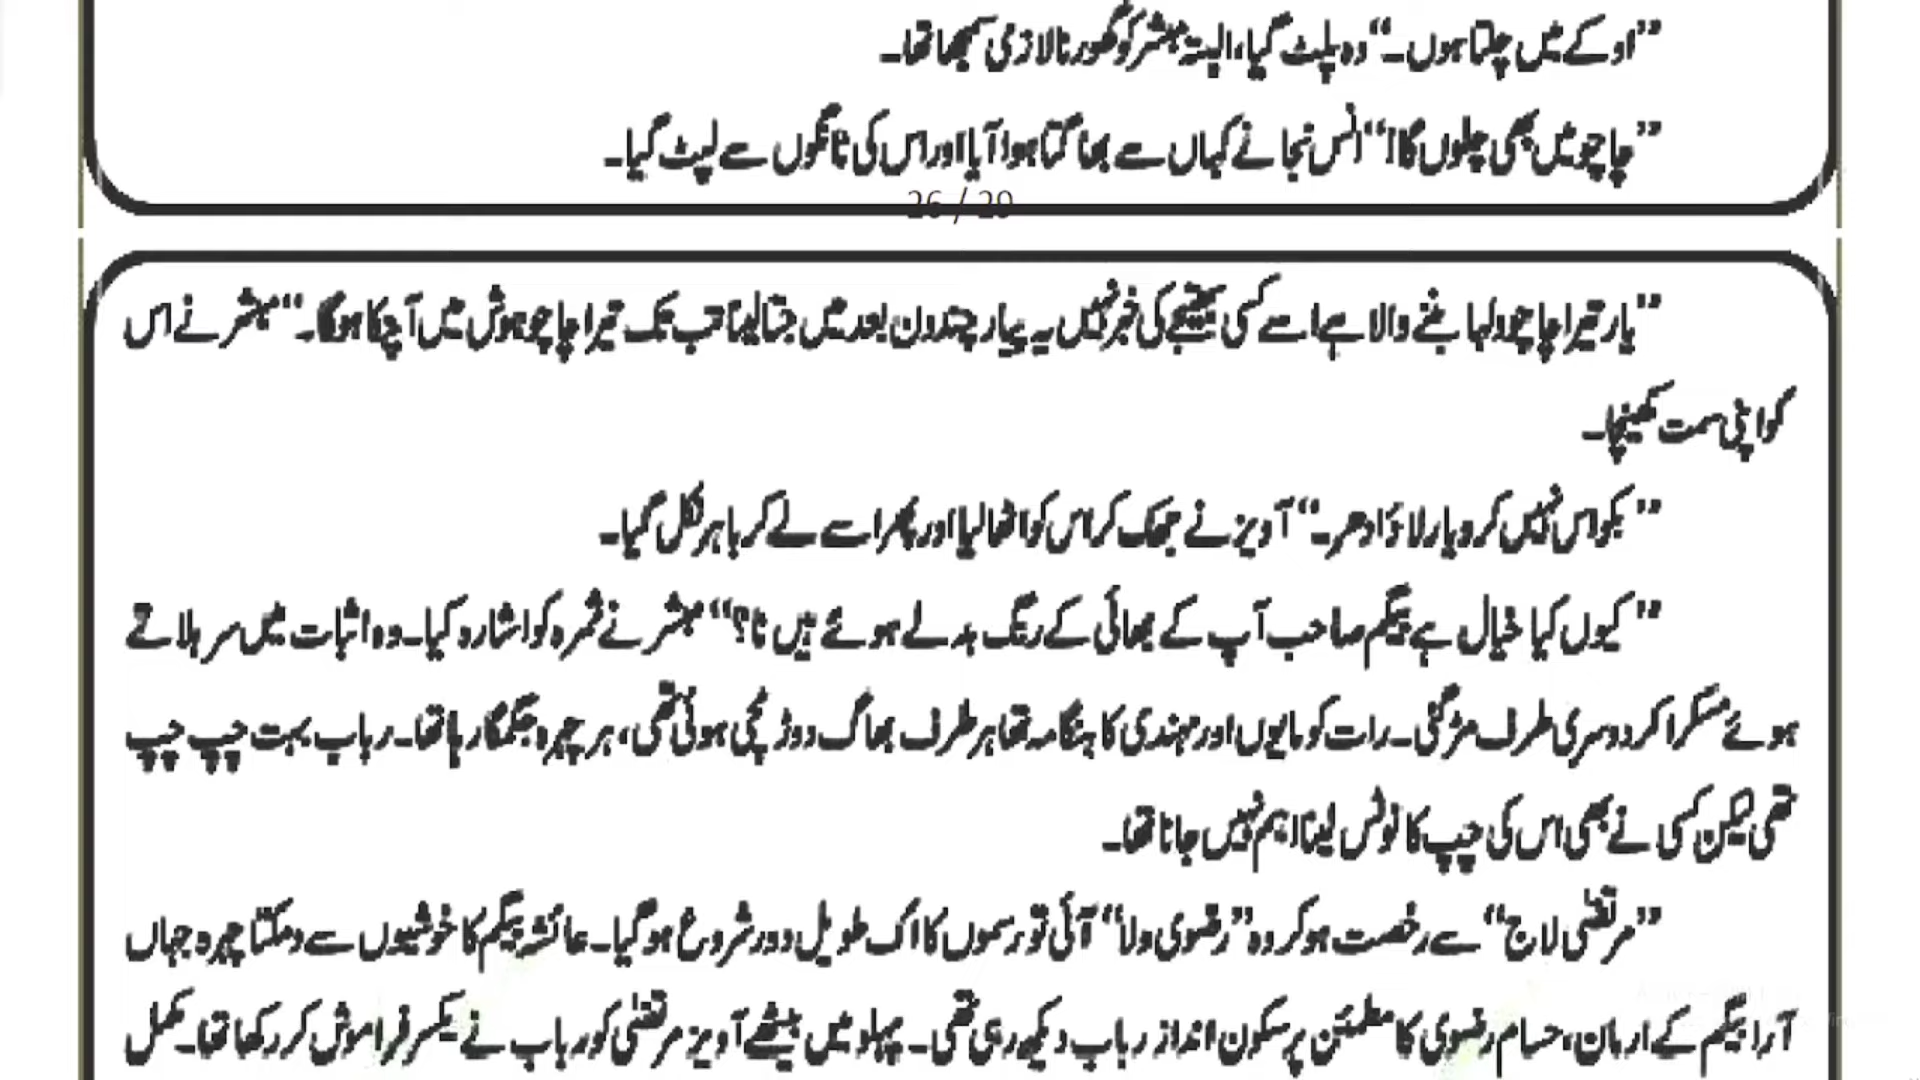 ”اوکے میں چلتا ہوں۔“ وہ پلٹ گیا، البتہ مبشر کو گھورنا لازمی سمجھا تھا۔
”چاچو میں بھی چلوں گا!“ انس نجانے کہاں سے بھاگتا ہوا آیا اور اس کی ٹانگوں سے لپٹ گیا۔
26 / 29
”یار تیرا چاچو دولہا بننے والا ہے اسے کسی بھتیجے کی خبر نہیں یہ پیار چند دن بعد میں جتا لینا تب تک تیرا چاچو ہوش میں آچکا ہوگا۔“ مبشر نے اس
کو اپنی سمت کھینچا۔
”بکواس نہیں کرو یار لاؤ ادھر۔“ آویز نے جھک کر اس کو اٹھا لیا اور پھر اسے لے کر باہر نکل گیا۔
”کیوں کیا خیال ہے بیگم صاحب آپ کے بھائی کے رنگ بدلے ہوئے ہیں نا؟“ مبشر نے ثمرہ کو اشارہ کیا۔ وہ اثبات میں سر ہلاتے
ہوئے مسکرا کر دوسری طرف مڑ گئی۔ رات کو مایوں اور مہندی کا ہنگامہ تھا ہر طرف بھاگ دوڑ مچی ہوئی تھی، ہر چہرہ جگمگا رہا تھا۔ رباب بہت چپ چپ
تھی لیکن کسی نے بھی اس کی چپ کا نوٹس لینا اہم نہیں جانا تھا۔
”مرتضٰی لاج“ سے رخصت ہوکر وہ ”رضوی ولا“ آئی تو رسموں کا اک طویل دور شروع ہوگیا۔ عائشہ بیگم کا خوشیوں سے دمکتا چہرہ جہاں
آرا بیگم کے ارمان، حسام رضوی کا مطمئن پرسکون انداز رباب دیکھ رہی تھی۔ پہلو میں بیٹھے آویز مرتضٰی کو رباب نے یکسر فراموش کر رکھا تھا۔ مکمل